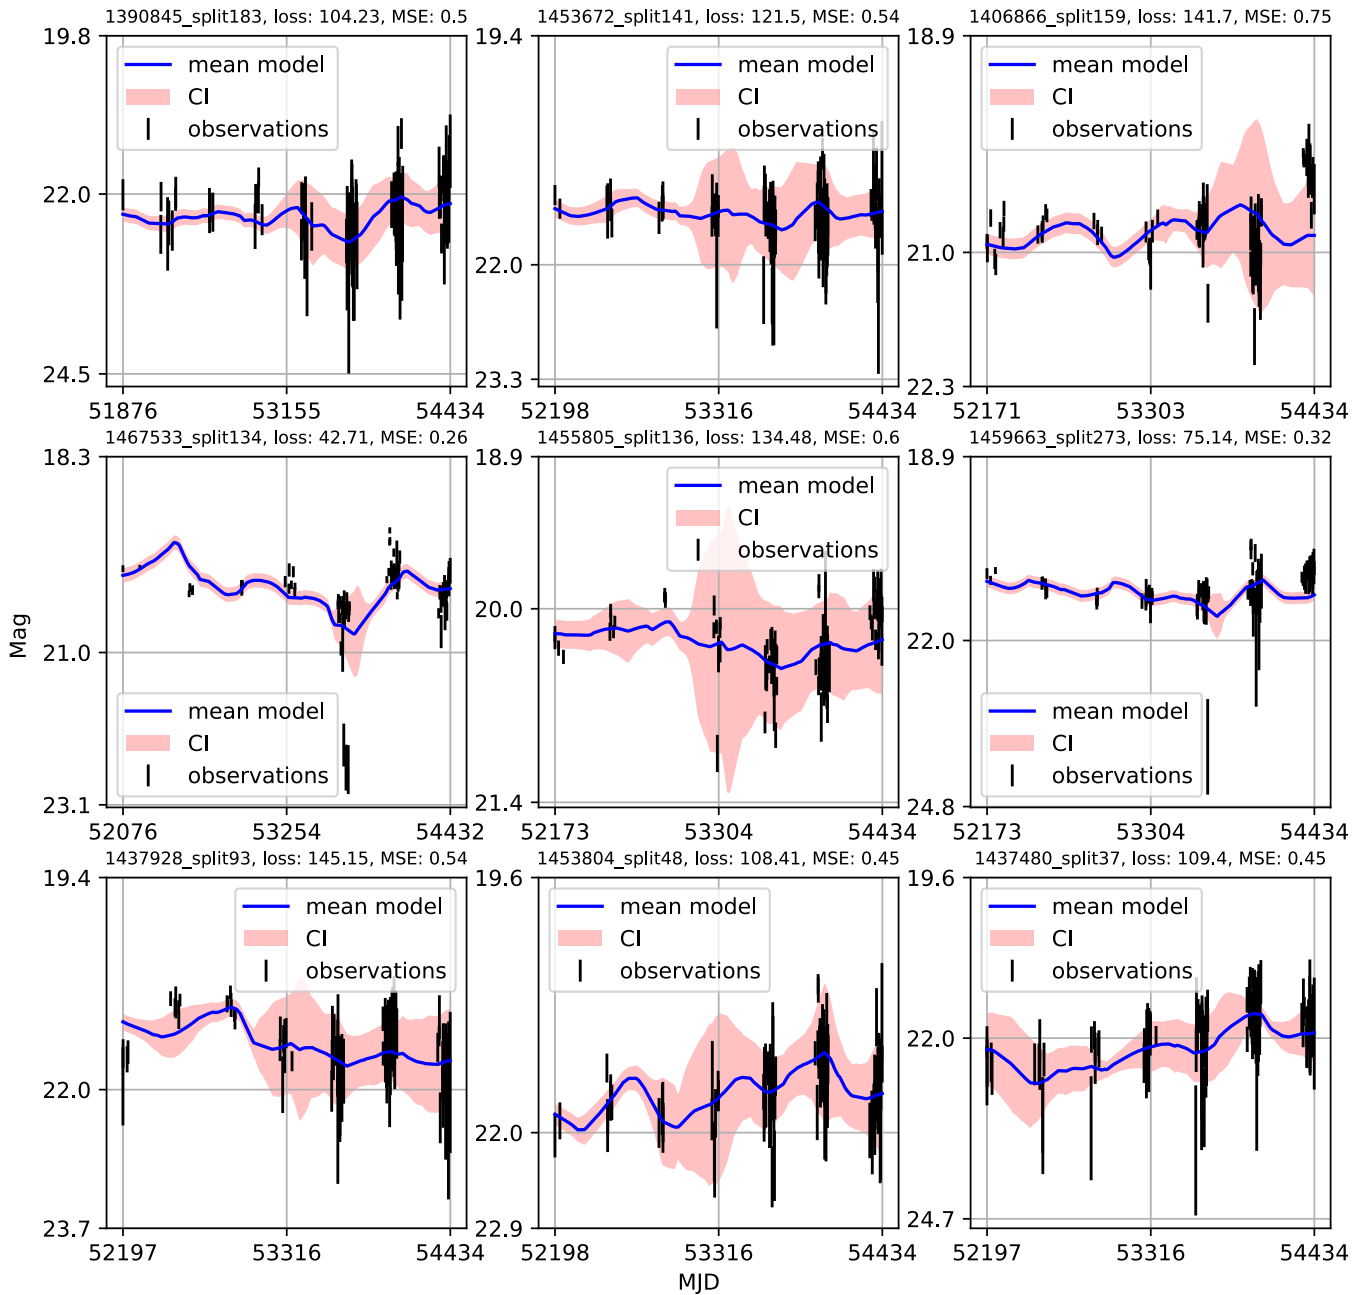 1390845_split183, loss: 104.23, MSE: 0.5
19.8
22.0
24.5
mean model
CI
observations
51876 53155 54434
1453672_split141, loss: 121.5, MSE: 0.54
19.4
22.0
23.3
mean model
CI
observations
52198 53316 54434
1406866_split159, loss: 141.7, MSE: 0.75
18.9
21.0
22.3
mean model
CI
observations
52171 53303 54434
1467533_split134, loss: 42.71, MSE: 0.26
18.3
21.0
23.1
Mag
mean model
CI
observations
52076 53254 54432
1455805_split136, loss: 134.48, MSE: 0.6
18.9
20.0
21.4
mean model
CI
observations
52173 53304 54434
1459663_split273, loss: 75.14, MSE: 0.32
18.9
22.0
24.8
mean model
CI
observations
52173 53304 54434
1437928_split93, loss: 145.15, MSE: 0.54
19.4
22.0
23.7
mean model
CI
observations
52197 53316 54434
1453804_split48, loss: 108.41, MSE: 0.45
19.6
22.0
22.9
mean model
CI
observations
52198 53316 54434
1437480_split37, loss: 109.4, MSE: 0.45
19.6
22.0
24.7
mean model
CI
observations
52197 53316 54434
MJD